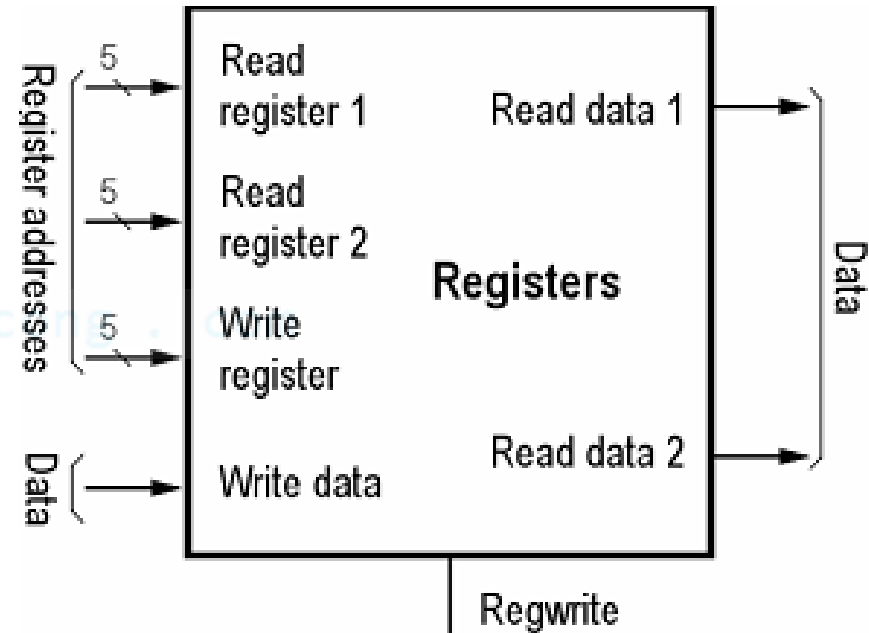 Register addresses
5
Read
register 1
5
Read
register 2
5
Write
register
Data
Write data
Registers
Read data 1
Read data 2
Data
Regwrite